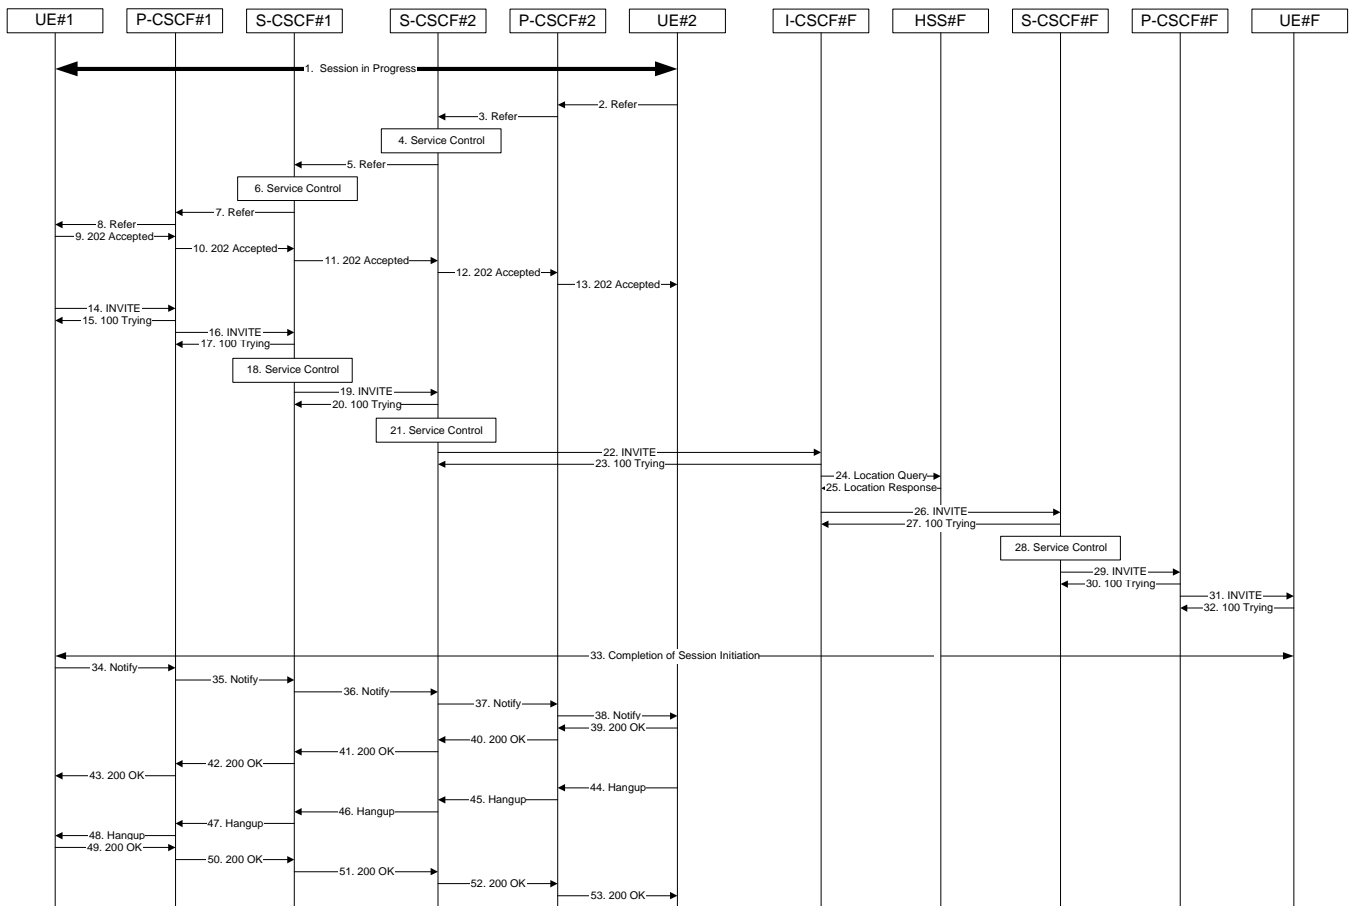 UE#1
P-CSCF#1
S-CSCF#1
S-CSCF#2
P-CSCF#2
UE#2
I-CSCF#F
HSS#F
S-CSCF#F
P-CSCF#F
UE#F
1. Session in Progress
2. Refer
3. Refer
4. Service Control
5. Refer
6. Service Control
7. Refer
8. Refer
9. 202 Accepted
10. 202 Accepted
11. 202 Accepted
12. 202 Accepted
13. 202 Accepted
14. INVITE
15. 100 Trying
16. INVITE
17. 100 Trying
18. Service Control
19. INVITE
20. 100 Trying
21. Service Control
22. INVITE
23. 100 Trying
24. Location Query
25. Location Response
26. INVITE
27. 100 Trying
28. Service Control
29. INVITE
30. 100 Trying
31. INVITE
32. 100 Trying
33. Completion of Session Initiation
34. Notify
35. Notify
36. Notify
37. Notify
38. Notify
39. 200 OK
40. 200 OK
41. 200 OK
42. 200 OK
43. 200 OK
44. Hangup
45. Hangup
46. Hangup
47. Hangup
48. Hangup
49. 200 OK
50. 200 OK
51. 200 OK
52. 200 OK
53. 200 OK